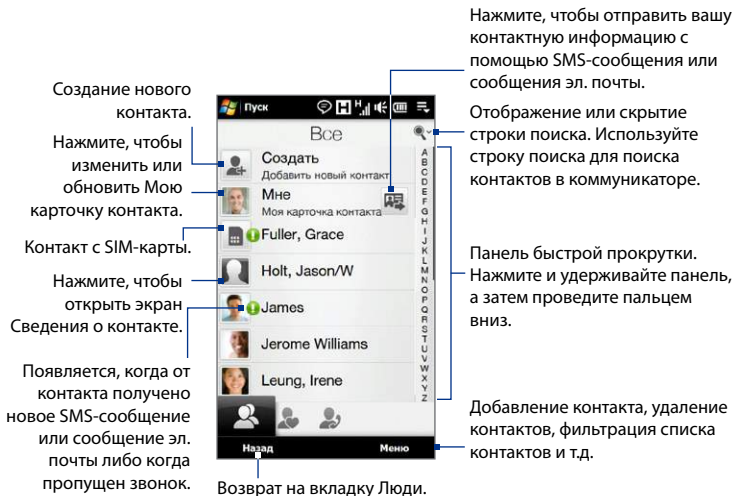 Нажмите, чтобы отправить вашу
контактную информацию с
помощью SMS-сообщения или
сообщения эл. почты.
Создание нового
контакта.
Нажмите, чтобы
изменить или
обновить Мою
карточку контакта.
Контакт с SIM-карты.
Нажмите, чтобы
открыть экран
Сведения о контакте.
Появляется, когда от
контакта получено
новое SMS-сообщение
или сообщение эл.
почты либо когда
пропущен звонок.
Пуск
H
H
Все
Создать
Добавить новый контакт
Мне
Моя карточка контакта
Fuller, Grace
Holt, Jason/W
James
Jerome Williams
Leung, Irene
A
B
C
D
E
F
G
H
I
J
K
L
M
N
O
P
Q
R
S
T
U
V
W
X
Y
Z
Назад
Меню
Отображение или скрытие
строки поиска. Используйте
строку поиска для поиска
контактов в коммуникаторе.
Панель быстрой прокрутки.
Нажмите и удерживайте панель,
а затем проведите пальцем
вниз.
Добавление контакта, удаление
контактов, фильтрация списка
контактов и т.д.
Возврат на вкладку Люди.